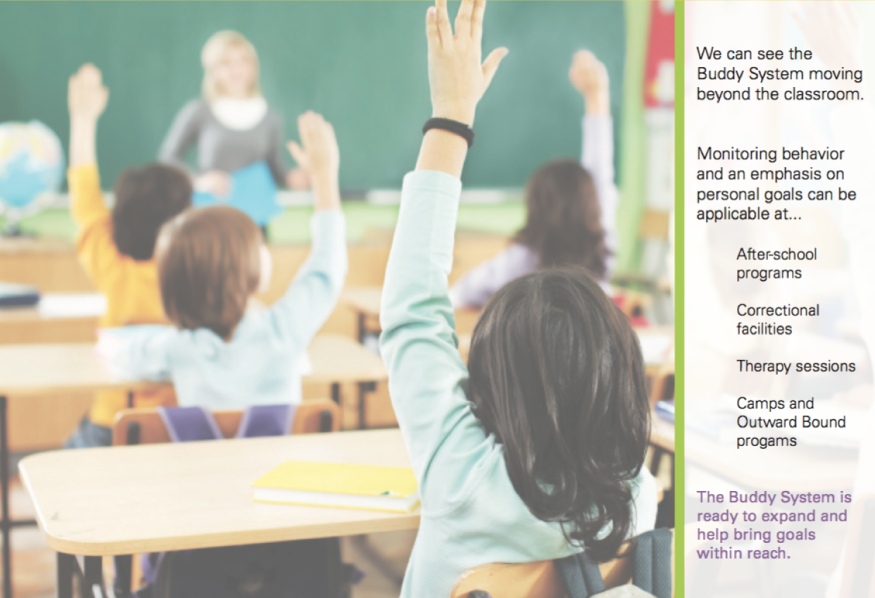 We can see the
Buddy System moving
beyond the classroom.
Monitoring behavior
and an emphasis on
personal goals can be
applicable at...
After-school
programs
Correctional
facilities
Therapy sessions
Camps and
Outward Bound
progams
The Buddy System is
ready to expand and
help bring goals
within reach.